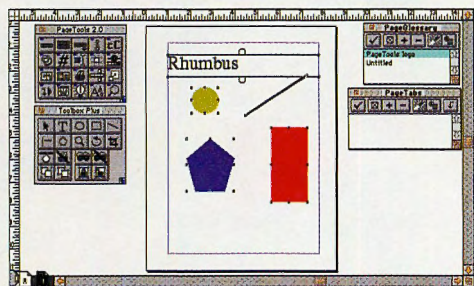 PageTools 2.0
Toolbox Plus
Rhumbus
PageGlossary
PageTools logo
Untitled
PageTabs